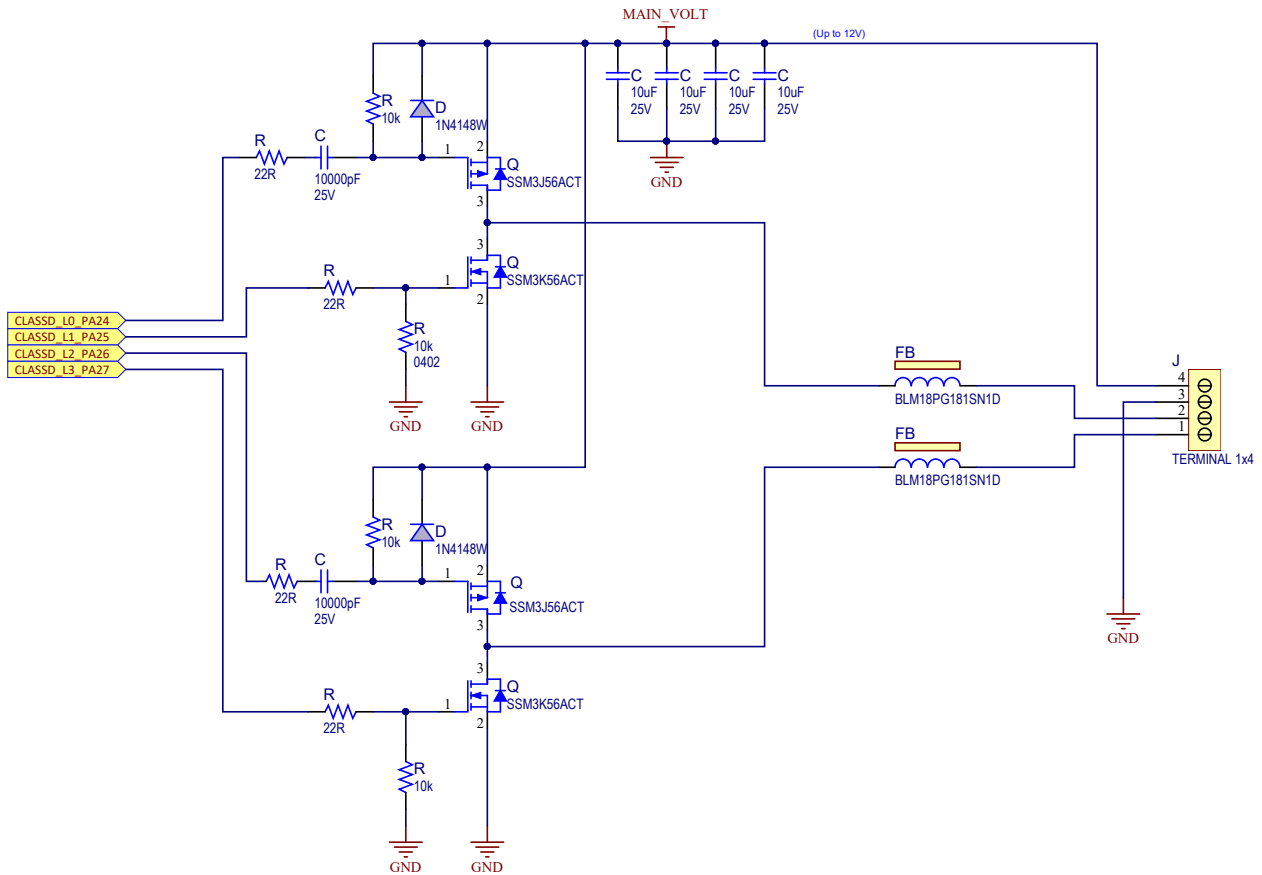 MAIN_VOLT
(Up to 12V)
C
10uF
25V
C
10uF
25V
C
10uF
25V
C
10uF
25V
GND
R
10k
D
1N4148W
R
22R
C
10000pF
25V
1
2
Q
SSM3J56ACT
3
3
Q
SSM3K56ACT
1
2
R
22R
R
10k
0402
GND
GND
CLASSD_L0_PA24
CLASSD_L1_PA25
CLASSD_L2_PA26
CLASSD_L3_PA27
FB
BLM18PG181SN1D
FB
BLM18PG181SN1D
J
4
3
2
1
TERMINAL 1x4
GND
R
10k
D
1N4148W
R
22R
C
10000pF
25V
1
2
Q
SSM3J56ACT
3
3
Q
SSM3K56ACT
1
2
R
22R
R
10k
GND
GND